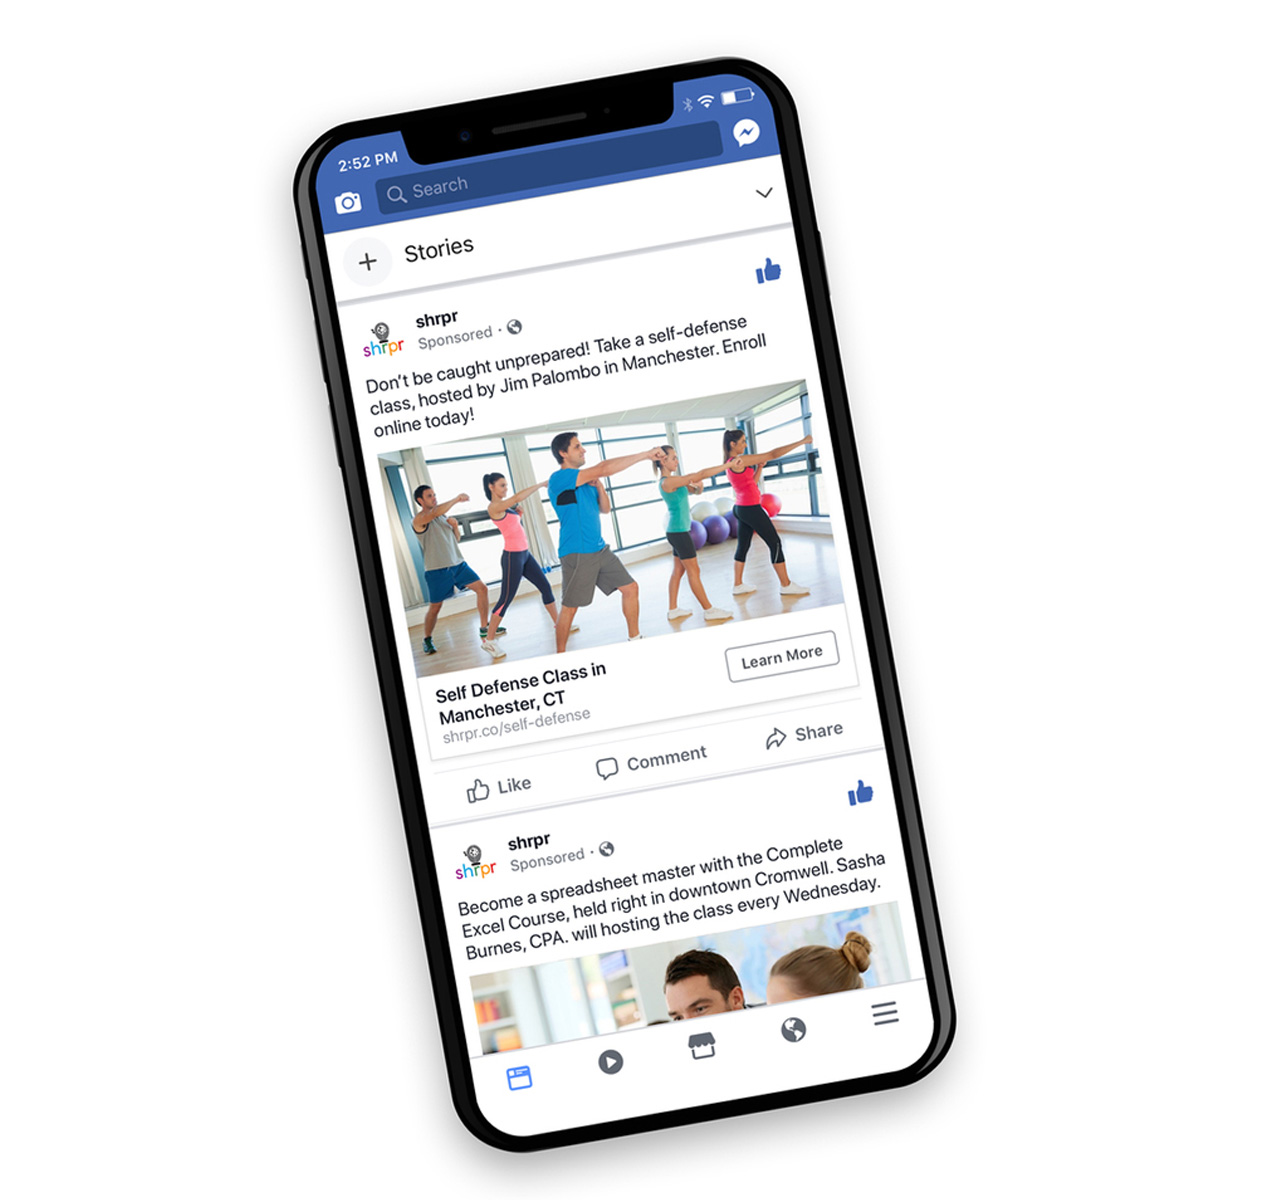 2:52 PM
Search
Stories
shrpr
shrpr
Sponsored ·
Don't be caught unprepared! Take a self-defense
class, hosted by Jim Palombo in Manchester. Enroll
online today!
Self Defense Class in
Manchester, CT
shrpr.co/self-defense
Learn More
Like
Comment
Share
shrpr
shrpr
Sponsored ·
Become a spreadsheet master with the Complete
Excel Course, held right in downtown Cromwell. Sasha
Burnes, CPA. will hosting the class every Wednesday.